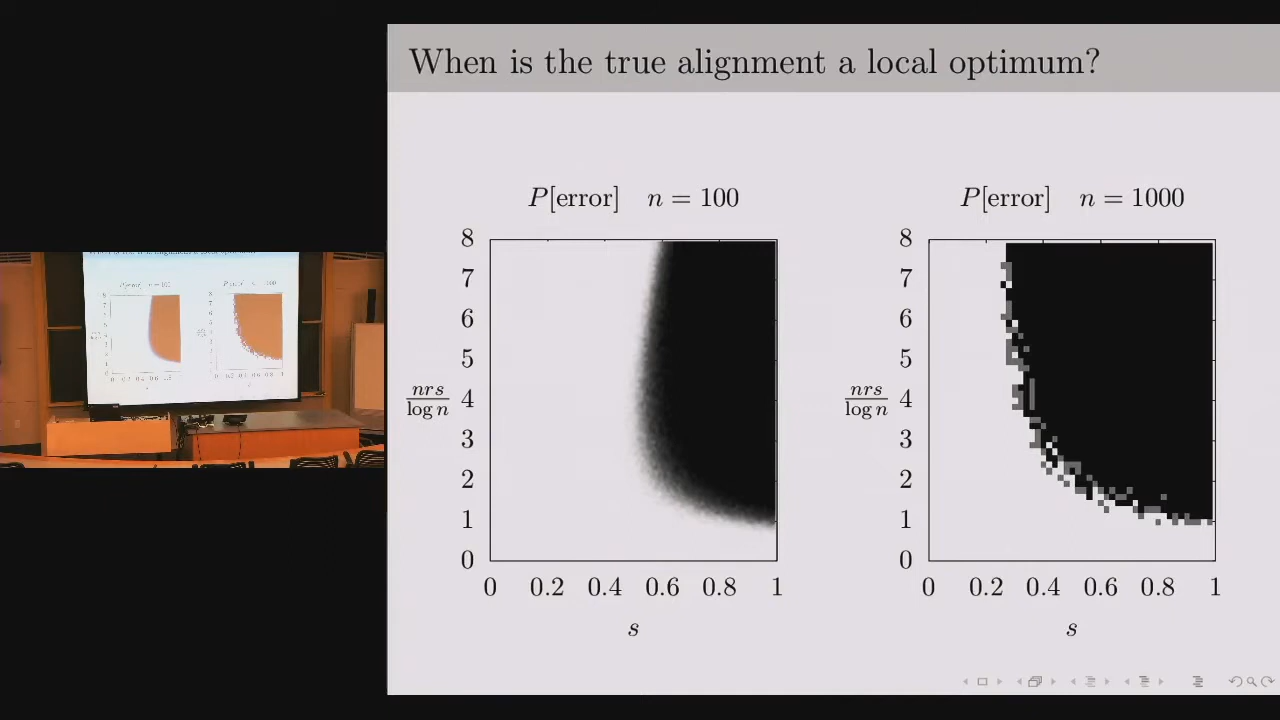 When is the true alignment a local optimum?
P[error] n = 100
8
7
6
5
4
3
2
1
0
nrs
log n
0 0.2 0.4 0.6 0.8 1
s
P[error] n = 1000
8
7
6
5
4
3
2
1
0
nrs
log n
0 0.2 0.4 0.6 0.8 1
s